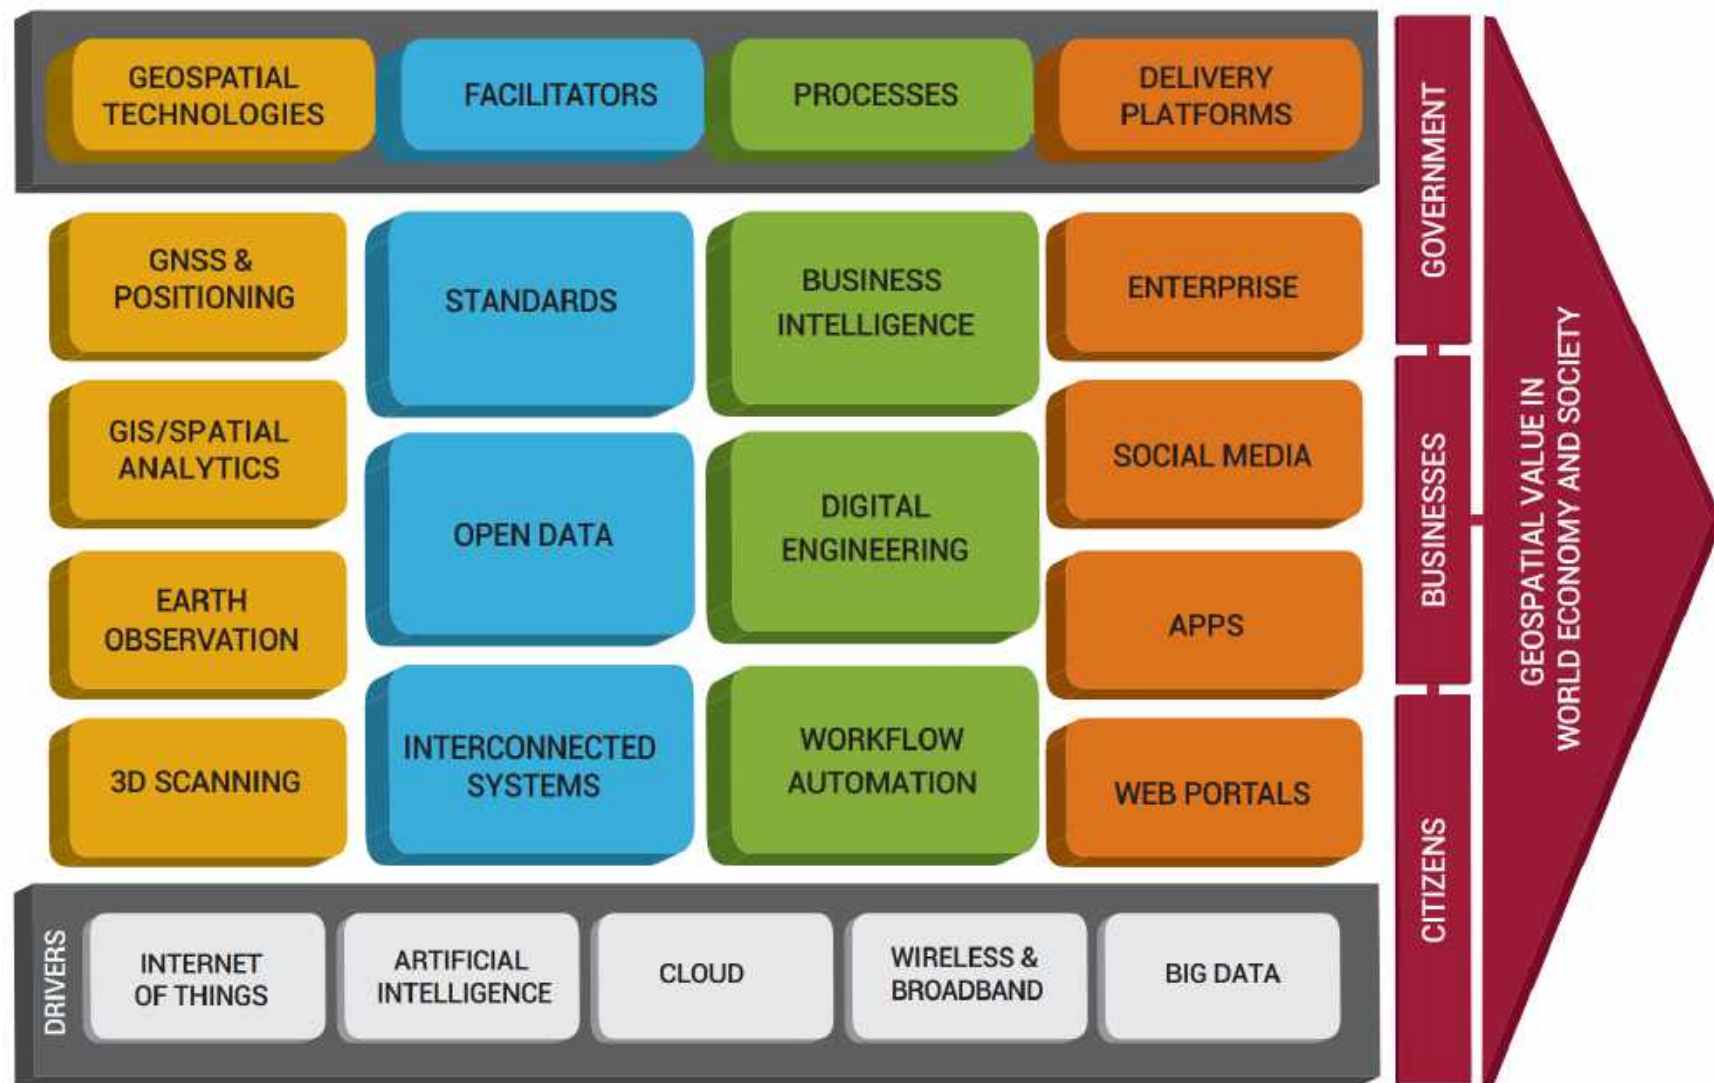 GEOSPATIAL
TECHNOLOGIES
FACILITATORS
PROCESSES
DELIVERY
PLATFORMS
GNSS &
POSITIONING
GIS/SPATIAL
ANALYTICS
EARTH
OBSERVATION
3D SCANNING
STANDARDS
OPEN DATA
INTERCONNECTED
SYSTEMS
BUSINESS
INTELLIGENCE
DIGITAL
ENGINEERING
WORKFLOW
AUTOMATION
ENTERPRISE
SOCIAL MEDIA
APPS
WEB PORTALS
DRIVERS
INTERNET
OF THINGS
ARTIFICIAL
INTELLIGENCE
CLOUD
WIRELESS &
BROADBAND
BIG DATA
GOVERNMENT
BUSINESSES
CITIZENS
GEOSPATIAL VALUE IN
WORLD ECONOMY AND SOCIETY